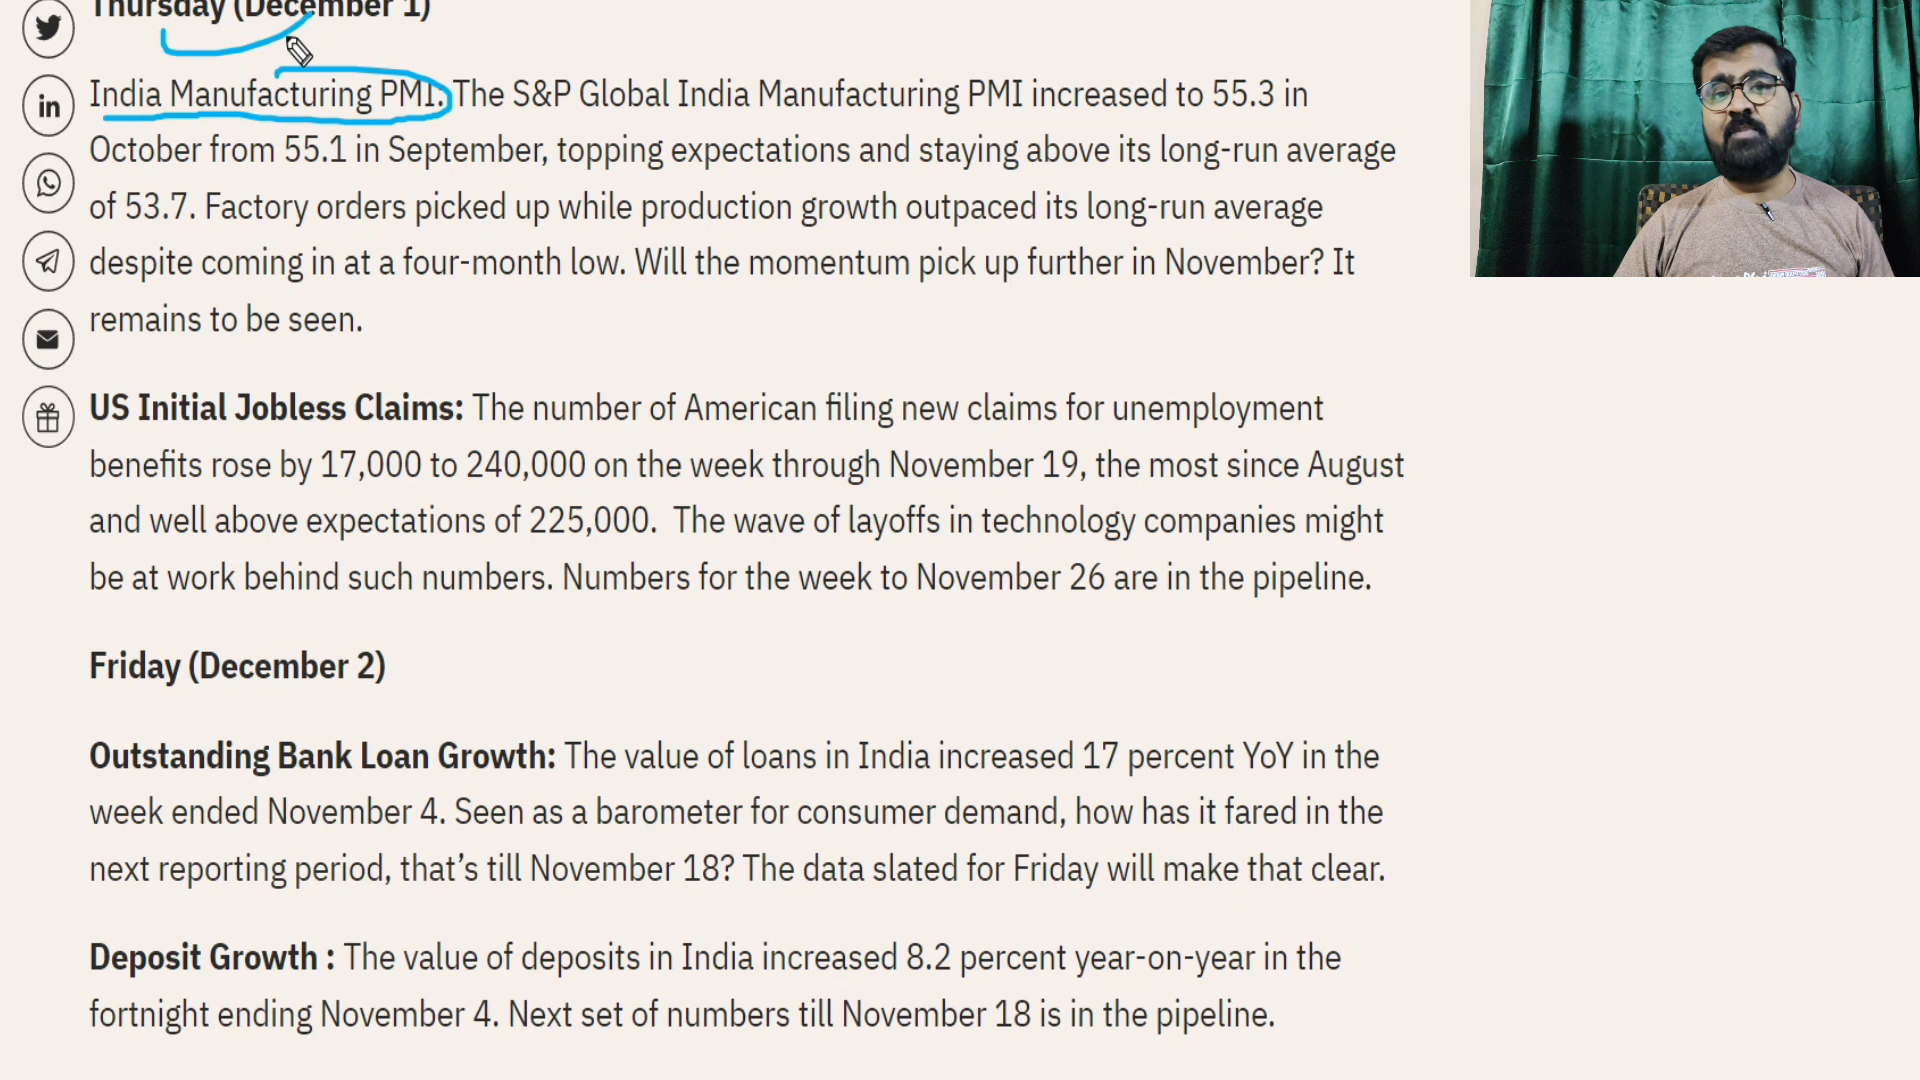 Thursday (December 1)
India Manufacturing PMI. The S&P Global India Manufacturing PMI increased to 55.3 in
October from 55.1 in September, topping expectations and staying above its long-run average
of 53.7. Factory orders picked up while production growth outpaced its long-run average
despite coming in at a four-month low. Will the momentum pick up further in November? It
remains to be seen.
US Initial Jobless Claims: The number of American filing new claims for unemployment
benefits rose by 17,000 to 240,000 on the week through November 19, the most since August
and well above expectations of 225,000. The wave of layoffs in technology companies might
be at work behind such numbers. Numbers for the week to November 26 are in the pipeline.
Friday (December 2)
Outstanding Bank Loan Growth: The value of loans in India increased 17 percent YoY in the
week ended November 4. Seen as a barometer for consumer demand, how has it fared in the
next reporting period, that’s till November 18? The data slated for Friday will make that clear.
Deposit Growth : The value of deposits in India increased 8.2 percent year-on-year in the
fortnight ending November 4. Next set of numbers till November 18 is in the pipeline.